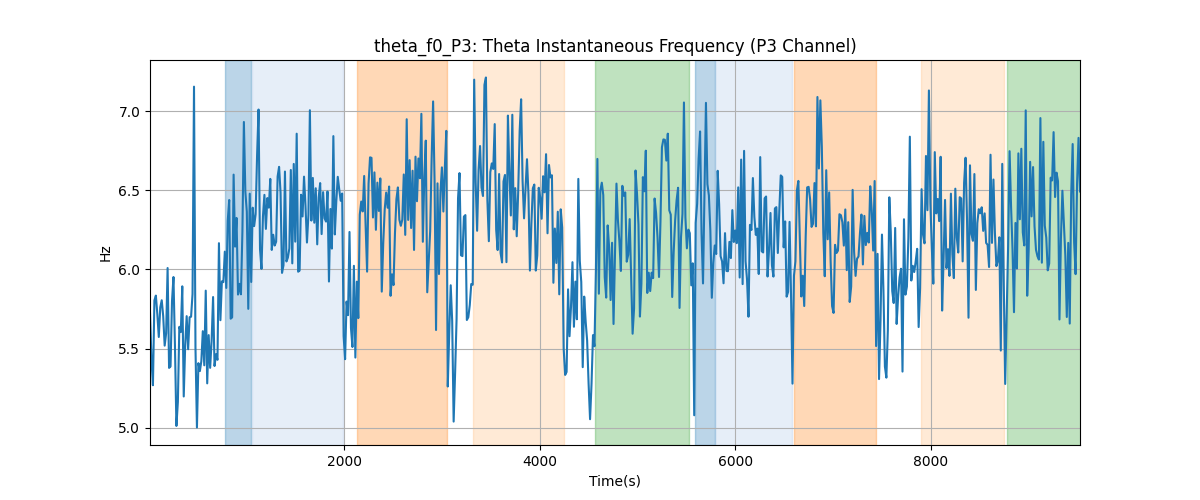 theta_f0_P3: Theta Instantaneous Frequency (P3 Channel)
7.0
6.5
6.0
5.5
5.0
Hz
2000 4000 6000 8000
Time(s)